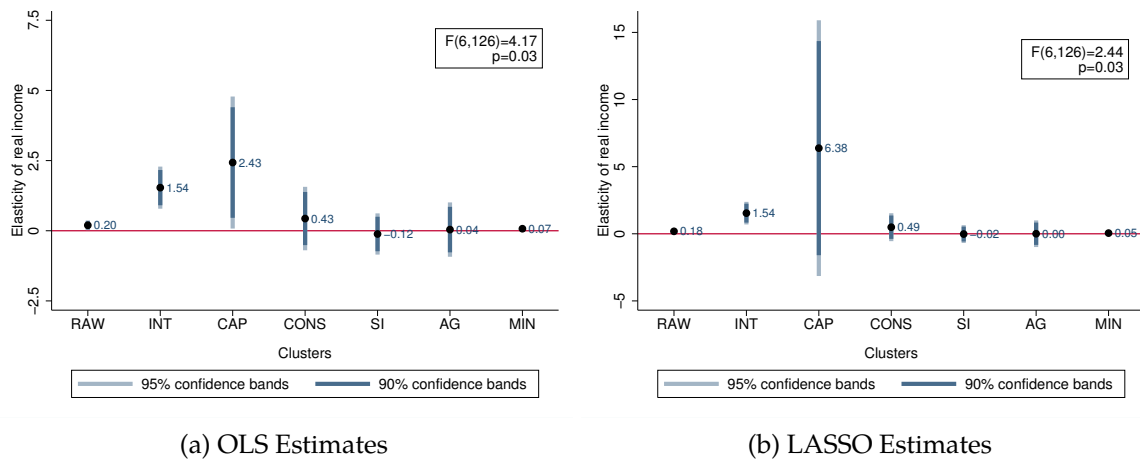 Elasticity of real income
7.5
5
2.5
0
−2.5
F(6,126)=4.17
p=0.03
0.20
1.54
2.43
0.43
−0.12
0.04
0.07
RAW INT CAP CONS SI AG MIN
Clusters
95% confidence bands 90% confidence bands
(a) OLS Estimates
Elasticity of real income
15
10
5
0
−5
F(6,126)=2.44
p=0.03
0.18
1.54
6.38
0.49
−0.02
0.00
0.05
RAW INT CAP CONS SI AG MIN
Clusters
95% confidence bands 90% confidence bands
(b) LASSO Estimates